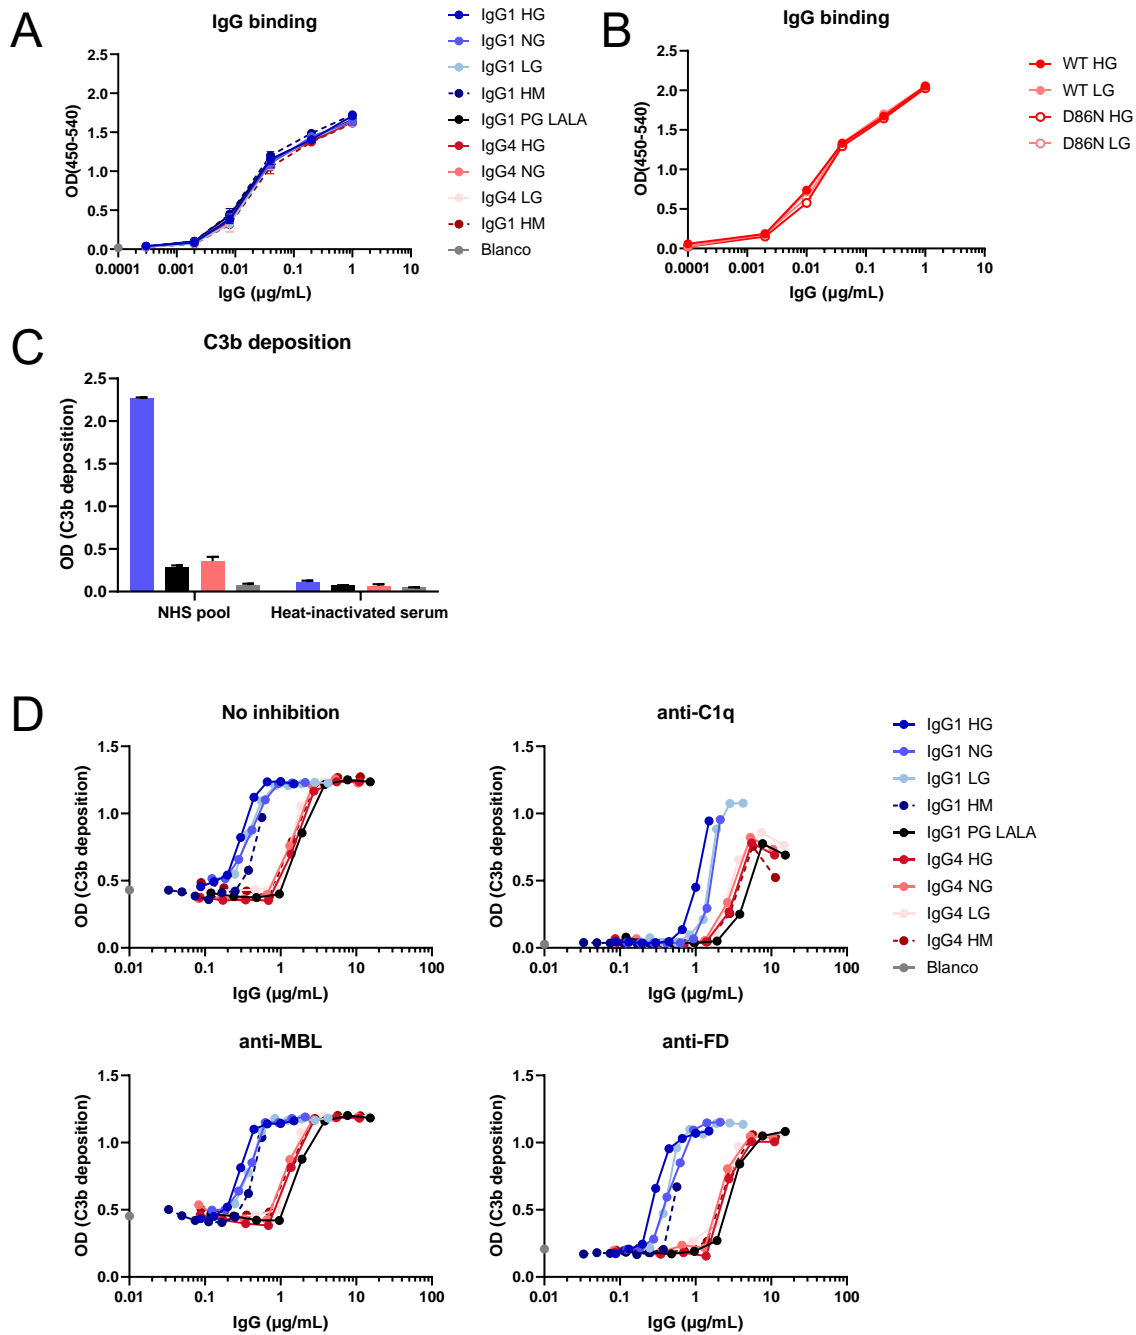 A
IgG binding
OD(450-540)
2.5
2.0
1.5
1.0
0.5
0.0
0.0001
0.001
0.01
0.1
1
10
IgG (µg/mL)
IgG1 HG
IgG1 NG
IgG1 LG
IgG1 HM
IgG1 PG LALA
IgG4 HG
IgG4 NG
IgG4 LG
IgG1 HM
Blanco
B
IgG binding
OD(450-540)
2.5
2.0
1.5
1.0
0.5
0.0
0.0001
0.001
0.01
0.1
1
10
IgG (µg/mL)
WT HG
WT LG
D86N HG
D86N LG
C
C3b deposition
OD (C3b deposition)
2.5
2.0
1.5
1.0
0.5
0.0
NHS pool
Heat-inactivated serum
D
No inhibition
OD (C3b deposition)
1.5
1.0
0.5
0.0
0.01
0.1
1
10
100
IgG (µg/mL)
anti-C1q
OD (C3b deposition)
1.5
1.0
0.5
0.0
0.01
0.1
1
10
100
IgG (µg/mL)
IgG1 HG
IgG1 NG
IgG1 LG
IgG1 HM
IgG1 PG LALA
IgG4 HG
IgG4 NG
IgG4 LG
IgG4 HM
Blanco
anti-MBL
OD (C3b deposition)
1.5
1.0
0.5
0.0
0.01
0.1
1
10
100
IgG (µg/mL)
anti-FD
OD (C3b deposition)
1.5
1.0
0.5
0.0
0.01
0.1
1
10
100
IgG (µg/mL)